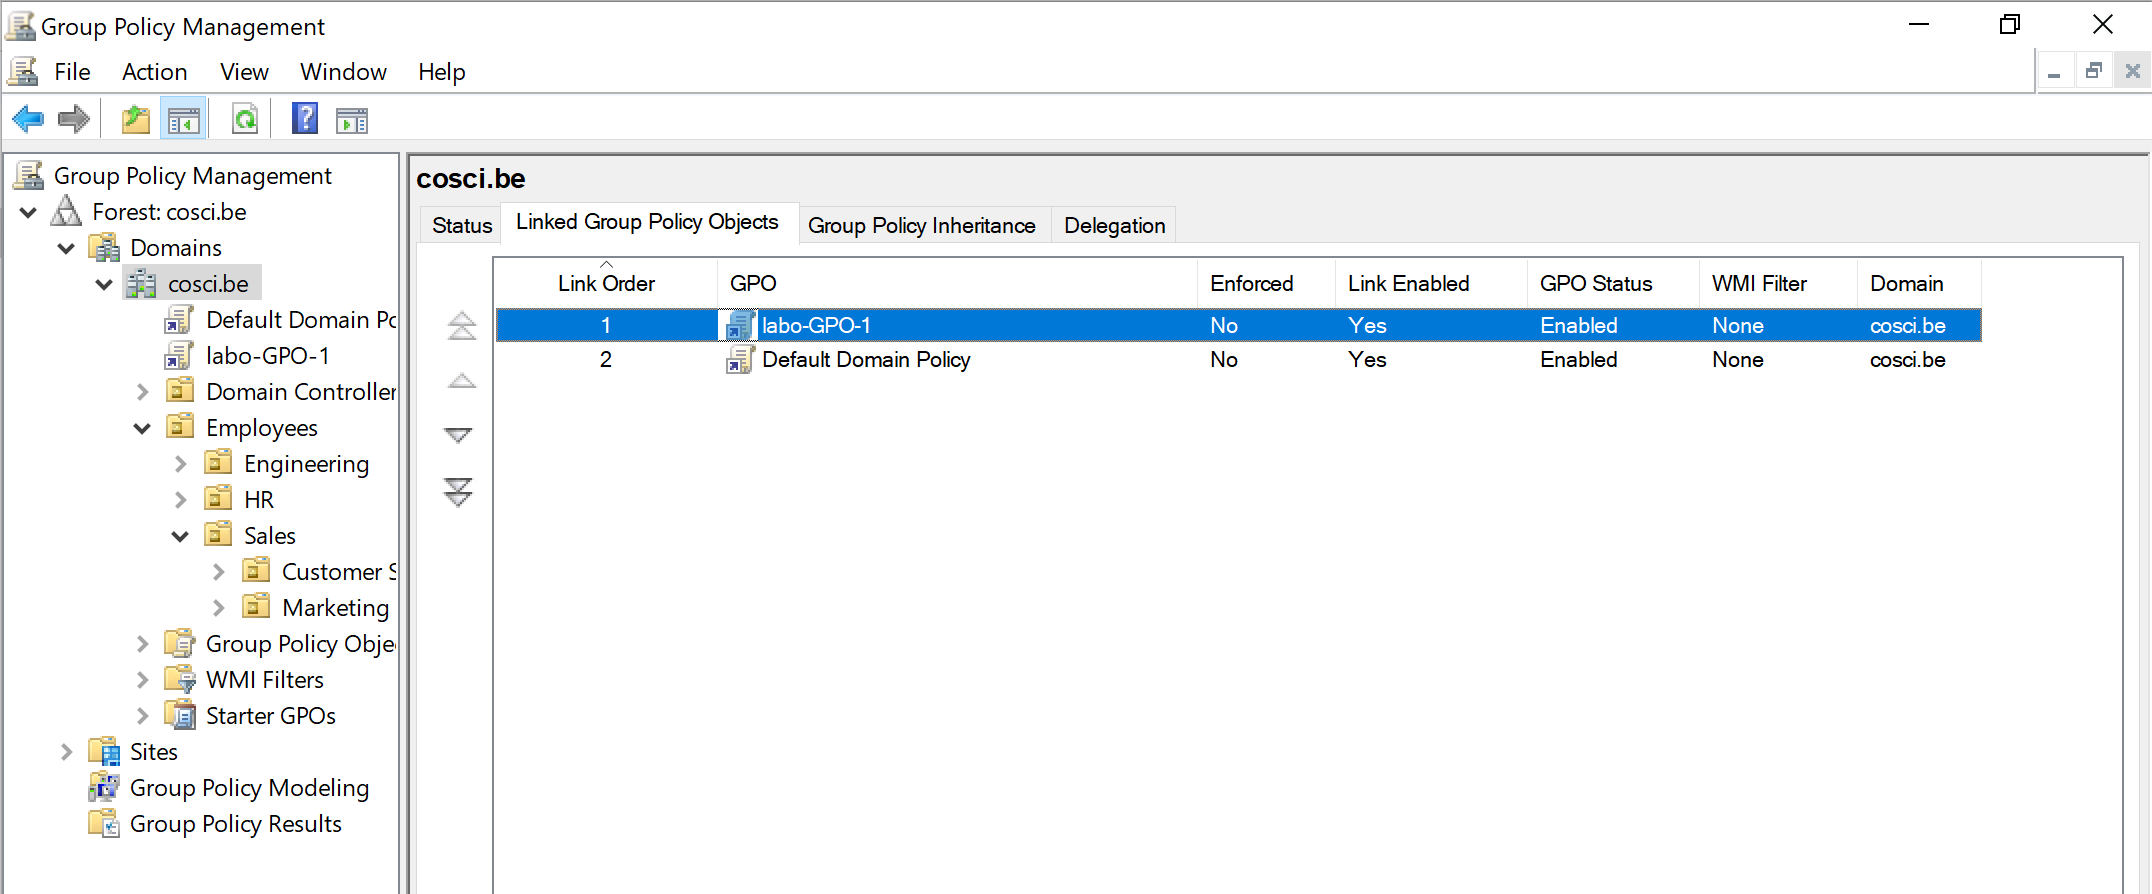 Group Policy Management
File Action View Window Help
Group Policy Management
Forest: cosci.be
Domains
cosci.be
Default Domain Pc
labo-GPO-1
Domain Controller
Employees
Engineering
HR
Sales
Customer S
Marketing
Group Policy Obje
WMI Filters
Starter GPOs
Sites
Group Policy Modeling
Group Policy Results
cosci.be
Status Linked Group Policy Objects Group Policy Inheritance Delegation
Link Order GPO Enforced Link Enabled GPO Status WMI Filter Domain
1 labo-GPO-1 No Yes Enabled None cosci.be
2 Default Domain Policy No Yes Enabled None cosci.be